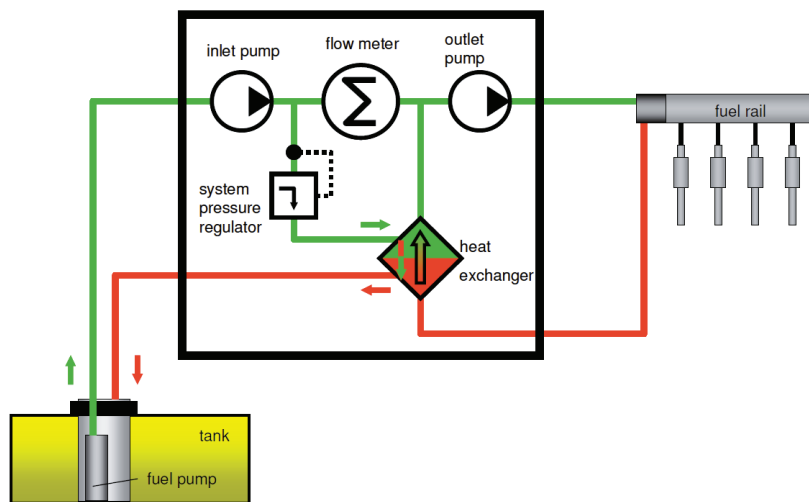 inlet pump
flow meter
outlet
pump
Σ
fuel rail
system
pressure
regulator
heat
exchanger
tank
fuel pump